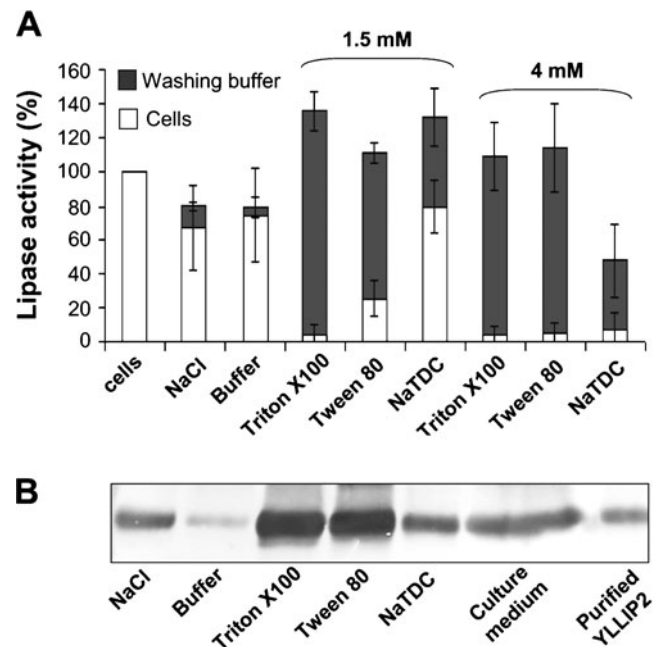 A
1.5 mM
4 mM
160
140
120
100
80
60
40
20
0
Lipase activity (%)
Washing buffer
Cells
cells
NaCl
Buffer
Triton X100
Tween 80
NaTDC
Triton X100
Tween 80
NaTDC
B
NaCl
Buffer
Triton X100
Tween 80
NaTDC
Culture
medium
Purified
YLLIP2